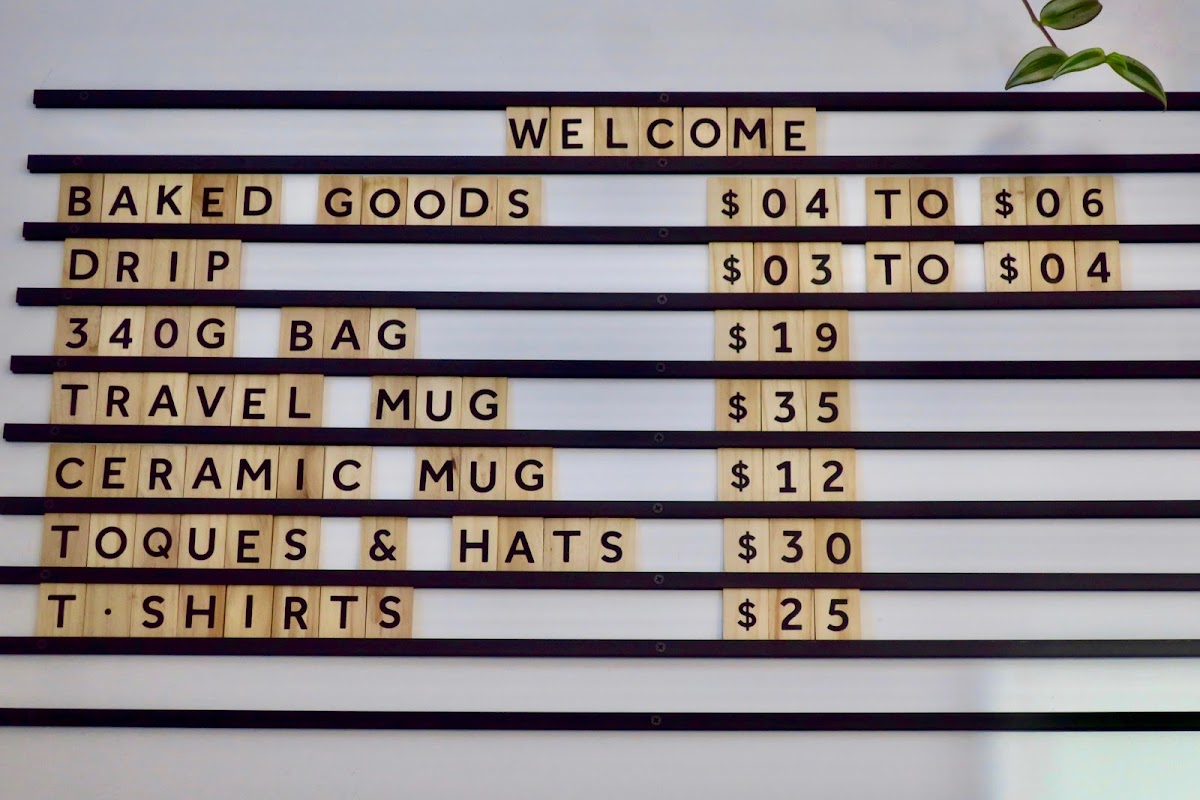 WELCOME
BAKED GOODS $04 TO $06
DRIP $03 TO $04
340G BAG $19
TRAVEL MUG $35
CERAMIC MUG $12
TOQUES & HATS $30
T·SHIRTS $25